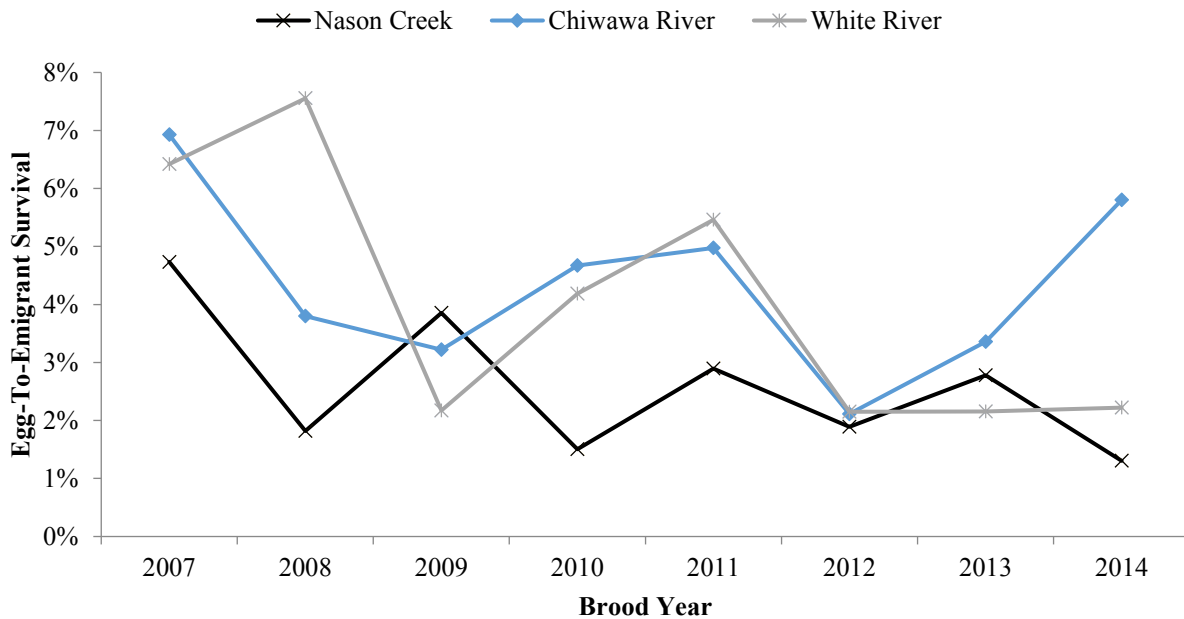 Nason Creek Chiwawa River White River
8%
7%
6%
5%
4%
3%
2%
1%
0%
Egg-To-Emigrant Survival
2007 2008 2009 2010 2011 2012 2013 2014
Brood Year